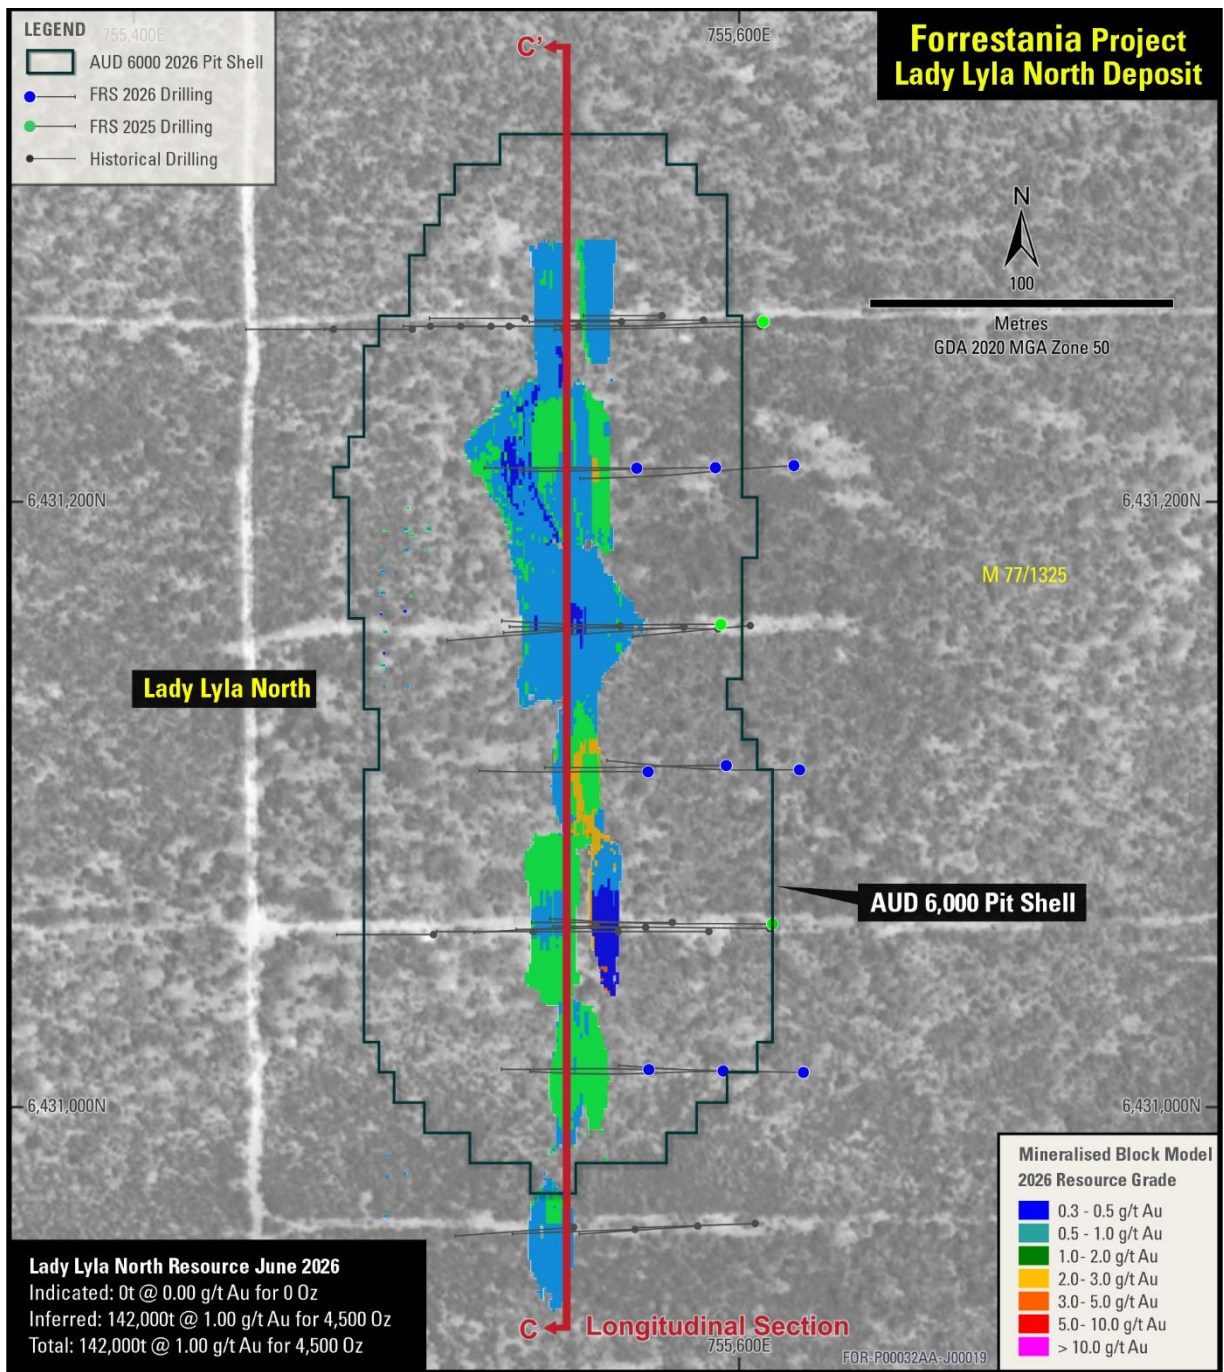 LEGEND
755,400E
AUD 6000 2026 Pit Shell
FRS 2026 Drilling
FRS 2025 Drilling
Historical Drilling
C'
755,600E
Forrestania Project
Lady Lyla North Deposit
N
100
Metres
GDA 2020 MGA Zone 50
6,431,200N
6,431,200N
M 77/1325
Lady Lyla North
AUD 6,000 Pit Shell
6,431,000N
6,431,000N
Mineralised Block Model
2026 Resource Grade
0.3 - 0.5 g/t Au
0.5 - 1.0 g/t Au
1.0- 2.0 g/t Au
2.0- 3.0 g/t Au
3.0- 5.0 g/t Au
5.0- 10.0 g/t Au
> 10.0 g/t Au
Lady Lyla North Resource June 2026
Indicated: 0t @ 0.00 g/t Au for 0 Oz
Inferred: 142,000t @ 1.00 g/t Au for 4,500 Oz
Total: 142,000t @ 1.00 g/t Au for 4,500 Oz
C
Longitudinal Section
755,600E
FOR-P00032AA-J00019